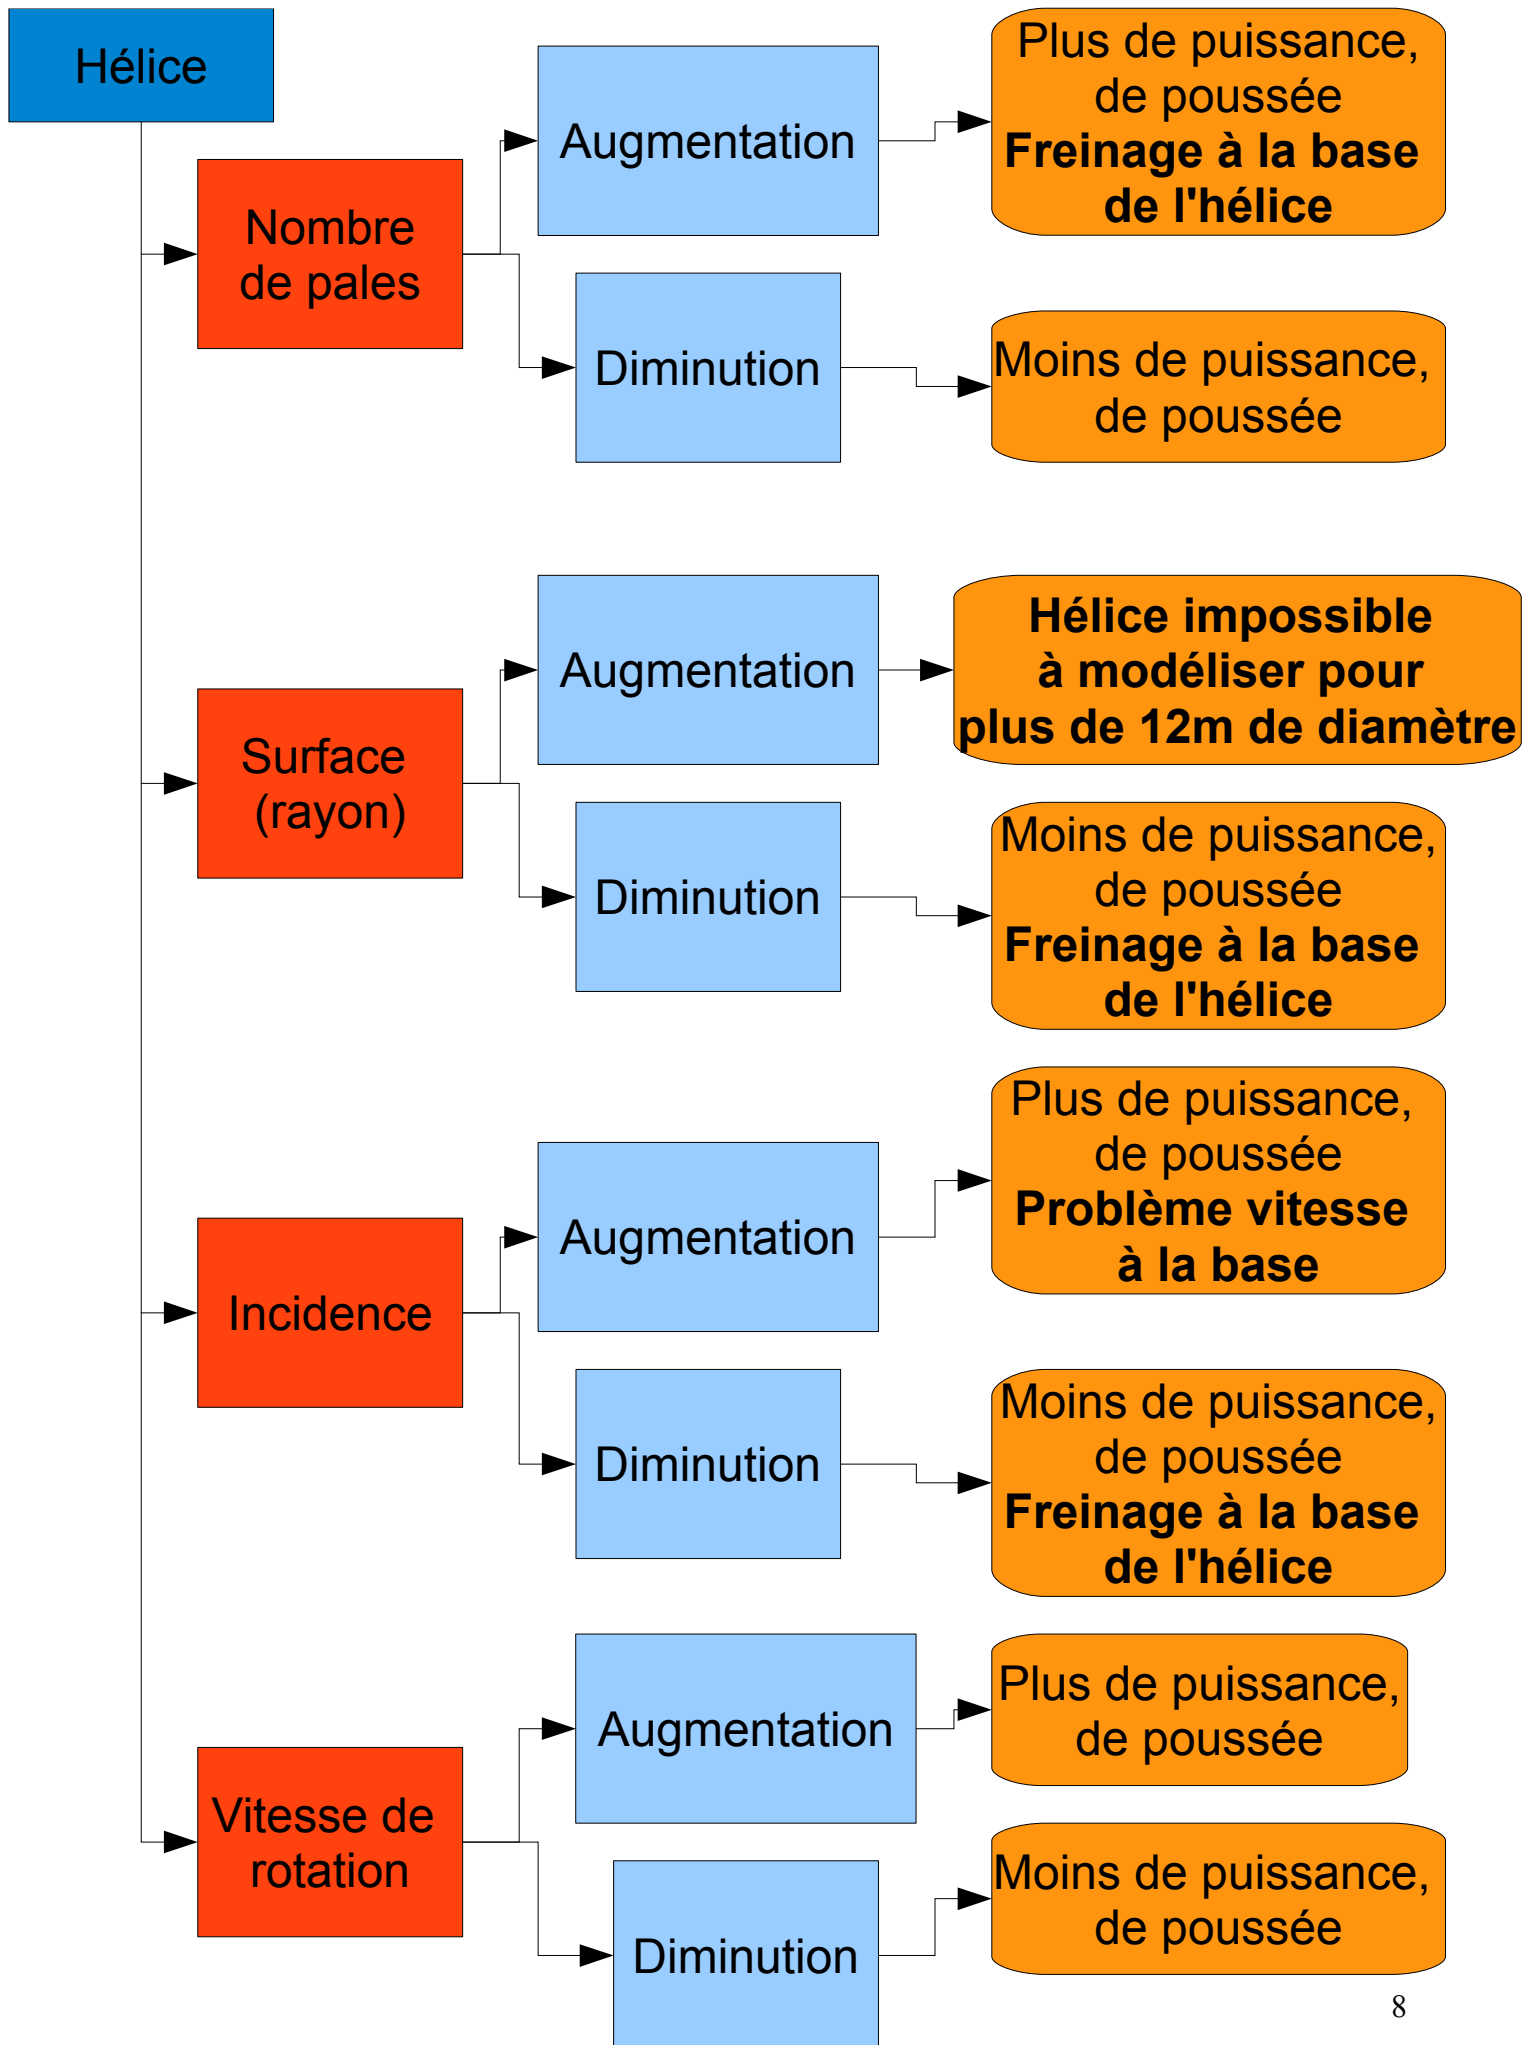 Hélice
Nombre
de pales
Augmentation
Plus de puissance,
de poussée
Freinage à la base
de l'hélice
Diminution
Moins de puissance,
de poussée
Surface
(rayon)
Augmentation
Hélice impossible
à modéliser pour
plus de 12m de diamètre
Diminution
Moins de puissance,
de poussée
Freinage à la base
de l'hélice
Incidence
Augmentation
Plus de puissance,
de poussée
Problème vitesse
à la base
Diminution
Moins de puissance,
de poussée
Freinage à la base
de l'hélice
Vitesse de
rotation
Augmentation
Plus de puissance,
de poussée
Diminution
Moins de puissance,
de poussée
8